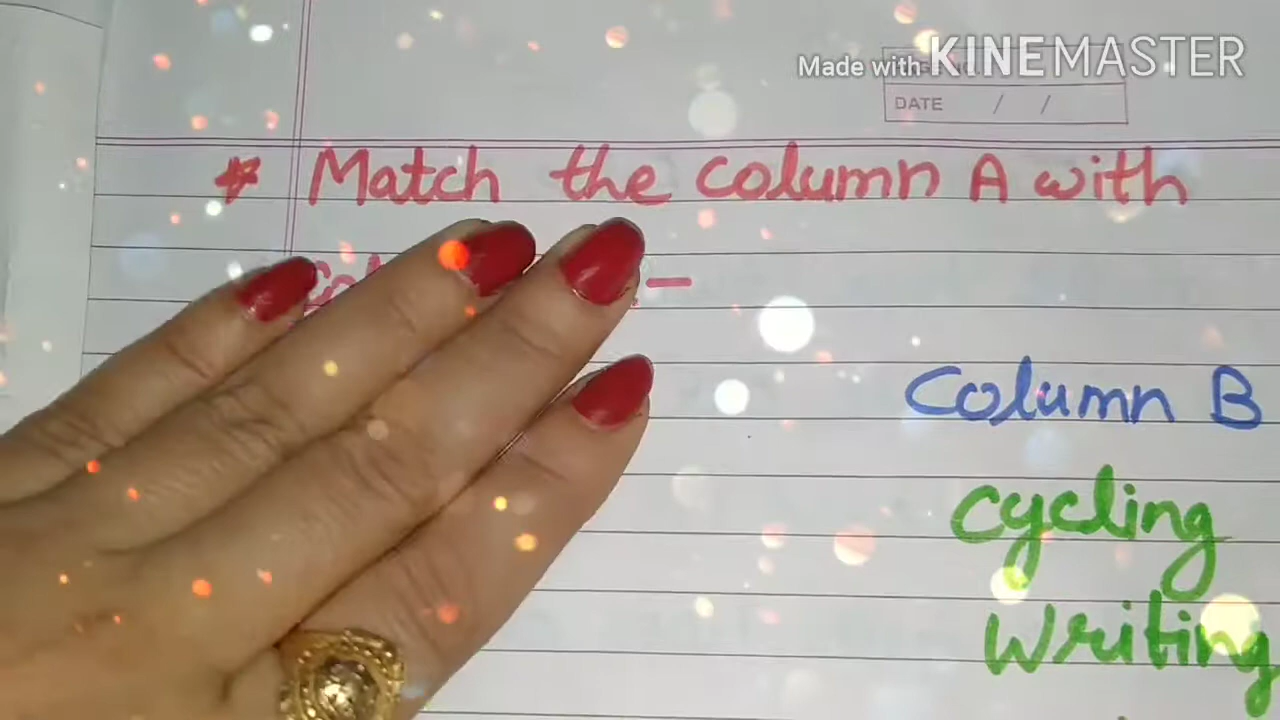 Made with KINEMASTER
DATE / /
* Match the column A with
Column B
Cycling
Writing